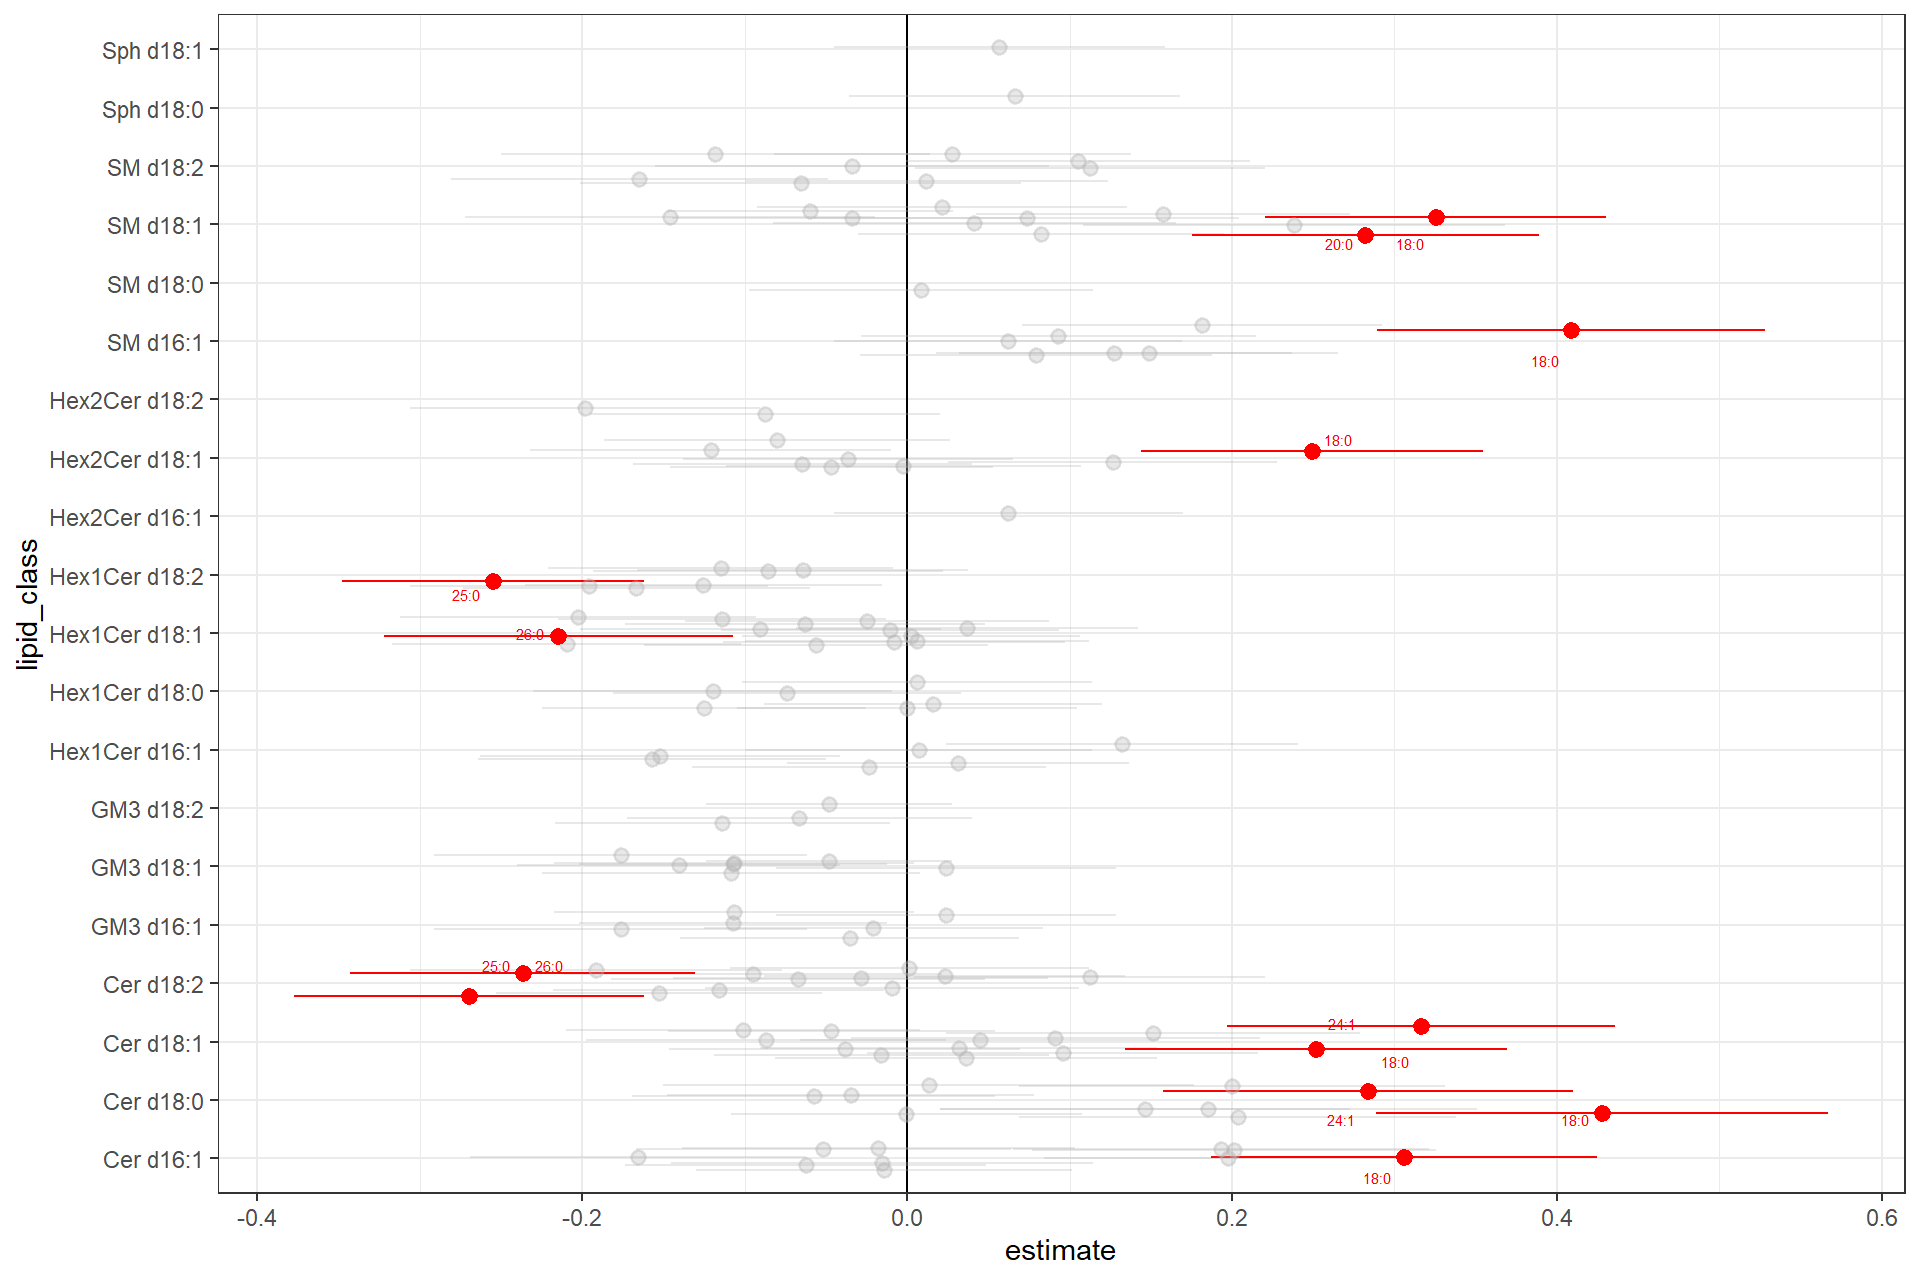 Sph d18:1
Sph d18:0
SM d18:2
SM d18:1
20:0 18:0
SM d18:0
SM d16:1
18:0
Hex2Cer d18:2
18:0
Hex2Cer d18:1
Hex2Cer d16:1
Hex1Cer d18:2
25:0
Hex1Cer d18:1
26:0
Hex1Cer d18:0
Hex1Cer d16:1
GM3 d18:2
GM3 d18:1
GM3 d16:1
25:0 26:0
Cer d18:2
24:1
Cer d18:1
18:0
Cer d18:0
24:1 18:0
Cer d16:1
18:0
lipid_class
-0.4 -0.2 0.0 0.2 0.4 0.6
estimate